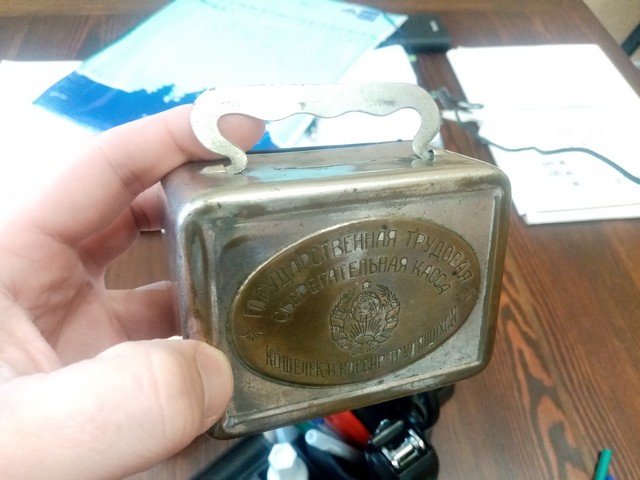 ГОСУДАРСТВЕННАЯ ТРУДОВАЯ
СБЕРЕГАТЕЛЬНАЯ КАССА
КОШЕЛЕК И КАССИР ТРУДЯЩИХСЯ